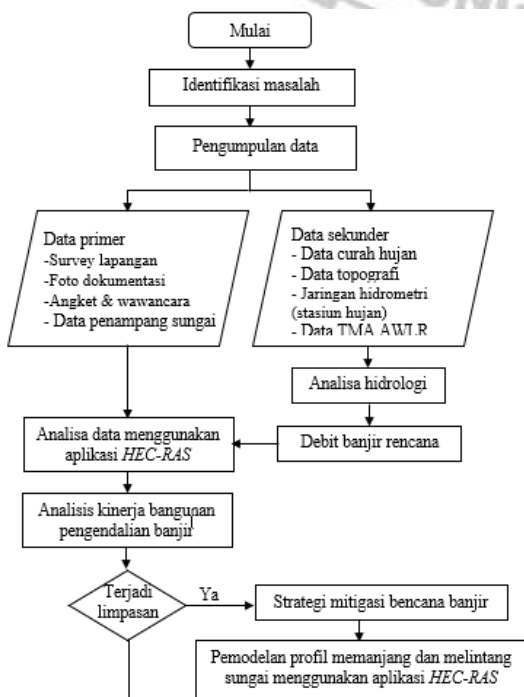 Mulai
Identifikasi masalah
Pengumpulan data
Data primer
-Survey lapangan
-Foto dokumentasi
-Angket & wawancara
- Data penampang sungai
Data sekunder
- Data curah hujan
- Data topografi
- Jaringan hidrometri
(stasiun hujan)
- Data TMA AWLR
Analisa hidrologi
Debit banjir rencana
Analisa data menggunakan
aplikasi HEC-RAS
Analisis kinerja bangunan
pengendalian banjir
Terjadi
limpasan
Ya
Strategi mitigasi bencana banjir
Pemodelan profil memanjang dan melintang
sungai menggunakan aplikasi HEC-RAS